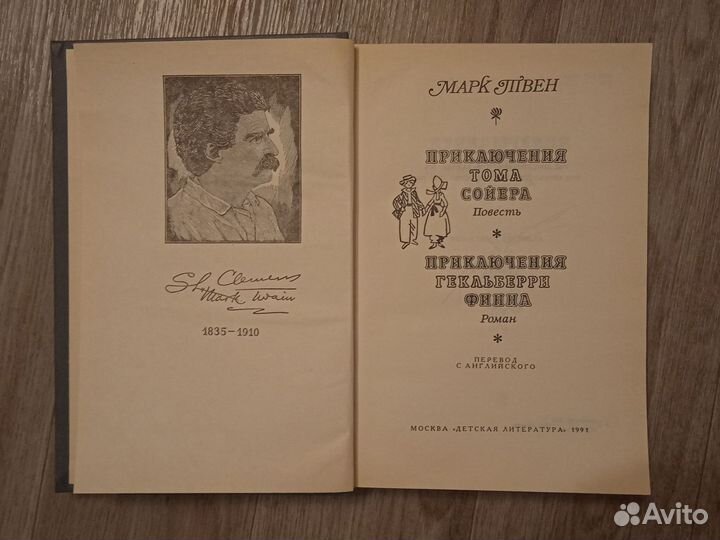 S. L. Clemens
Mark Twain
1835–1910
МАРК ТВЕН
ПРИКЛЮЧЕНИЯ
ТОМА
СОЙЕРА
Повесть
*
ПРИКЛЮЧЕНИЯ
ГЕКЛЬБЕРРИ
ФИННА
Роман
*
ПЕРЕВОД
С АНГЛИЙСКОГО
МОСКВА «ДЕТСКАЯ ЛИТЕРАТУРА» 1991
Avito